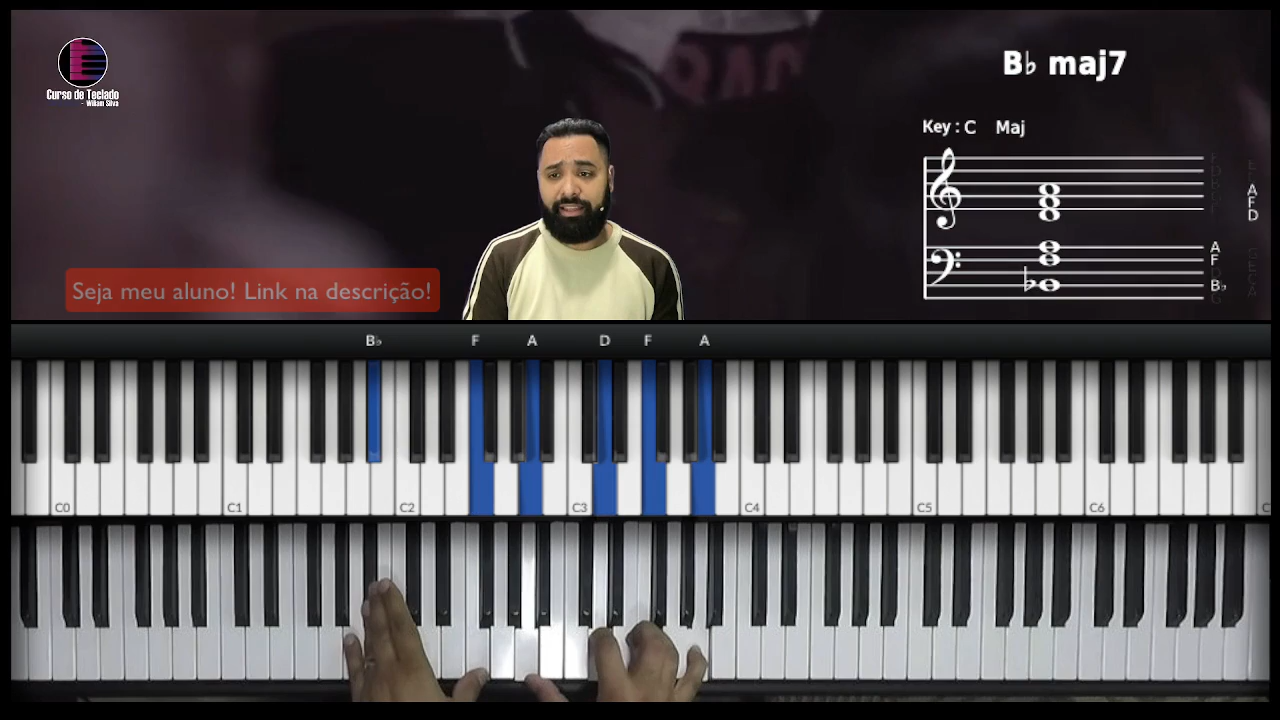 Curso de Teclado
- Wiliam Silva
B♭ maj7
Key : C Maj
A
F
D
A
F
B♭
Seja meu aluno! Link na descrição!
B♭ F A D F A
C0 C1 C2 C3 C4 C5 C6